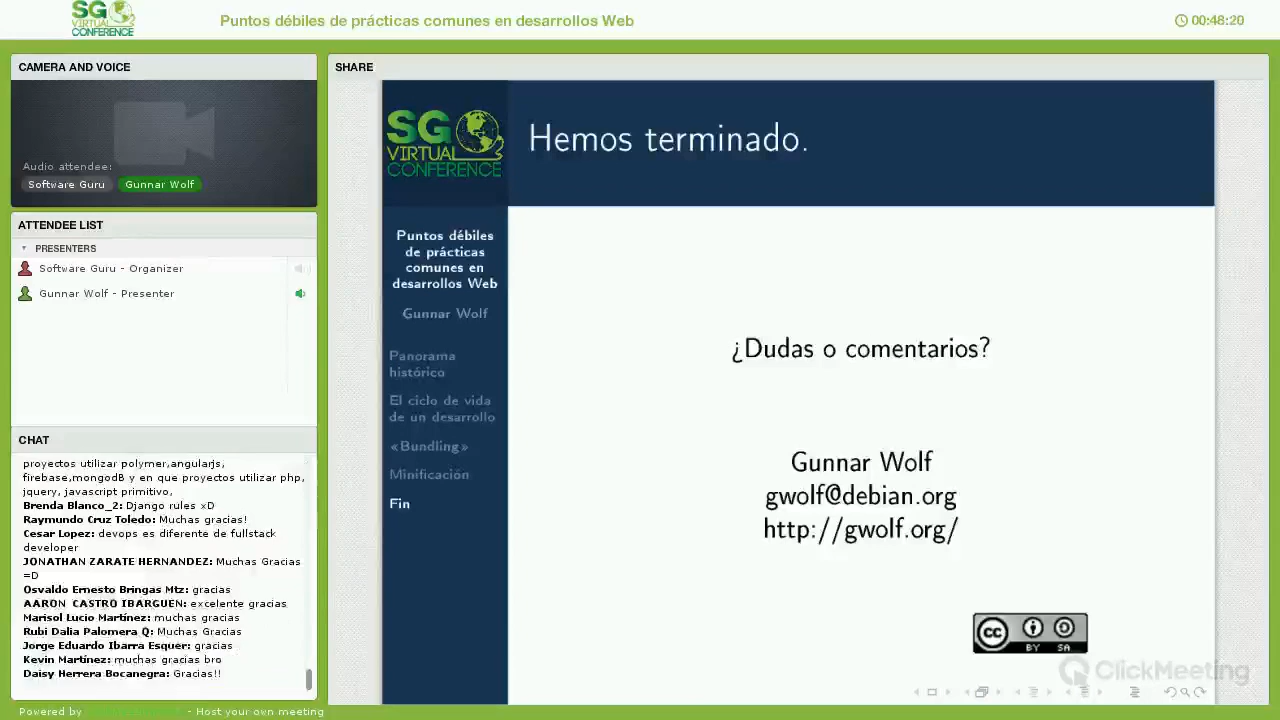 SG
VIRTUAL
CONFERENCE
Puntos débiles de prácticas comunes en desarrollos Web
00:48:20
CAMERA AND VOICE
Audio attendee:
Software Guru
Gunnar Wolf
ATTENDEE LIST
PRESENTERS
Software Guru - Organizer
Gunnar Wolf - Presenter
CHAT
proyectos utilizar polymer,angularjs,
firebase,mongodB y en que proyectos utilizar php,
jquery, javascript primitivo,
Brenda Blanco_2: Django rules xD
Raymundo Cruz Toledo: Muchas gracias!
Cesar Lopez: devops es diferente de fullstack
developer
JONATHAN ZARATE HERNANDEZ: Muchas Gracias
=D
Osvaldo Ernesto Bringas Mtz: gracias
AARON CASTRO IBARGUEN: excelente gracias
Marisol Lucio Martínez: muchas gracias
Rubi Dalia Palomera Q: Muchas Gracias
Jorge Eduardo Ibarra Esquer: gracias
Kevin Martínez: muchas gracias bro
Daisy Herrera Bocanegra: Gracias!!
Powered by
- Host your own meeting
SHARE
SG
VIRTUAL
CONFERENCE
Hemos terminado.
Puntos débiles
de prácticas
comunes en
desarrollos Web
Gunnar Wolf
Panorama
histórico
El ciclo de vida
de un desarrollo
«Bundling»
Minificación
Fin
¿Dudas o comentarios?
Gunnar Wolf
gwolf@debian.org
http://gwolf.org/
CC BY SA
ClickMeeting